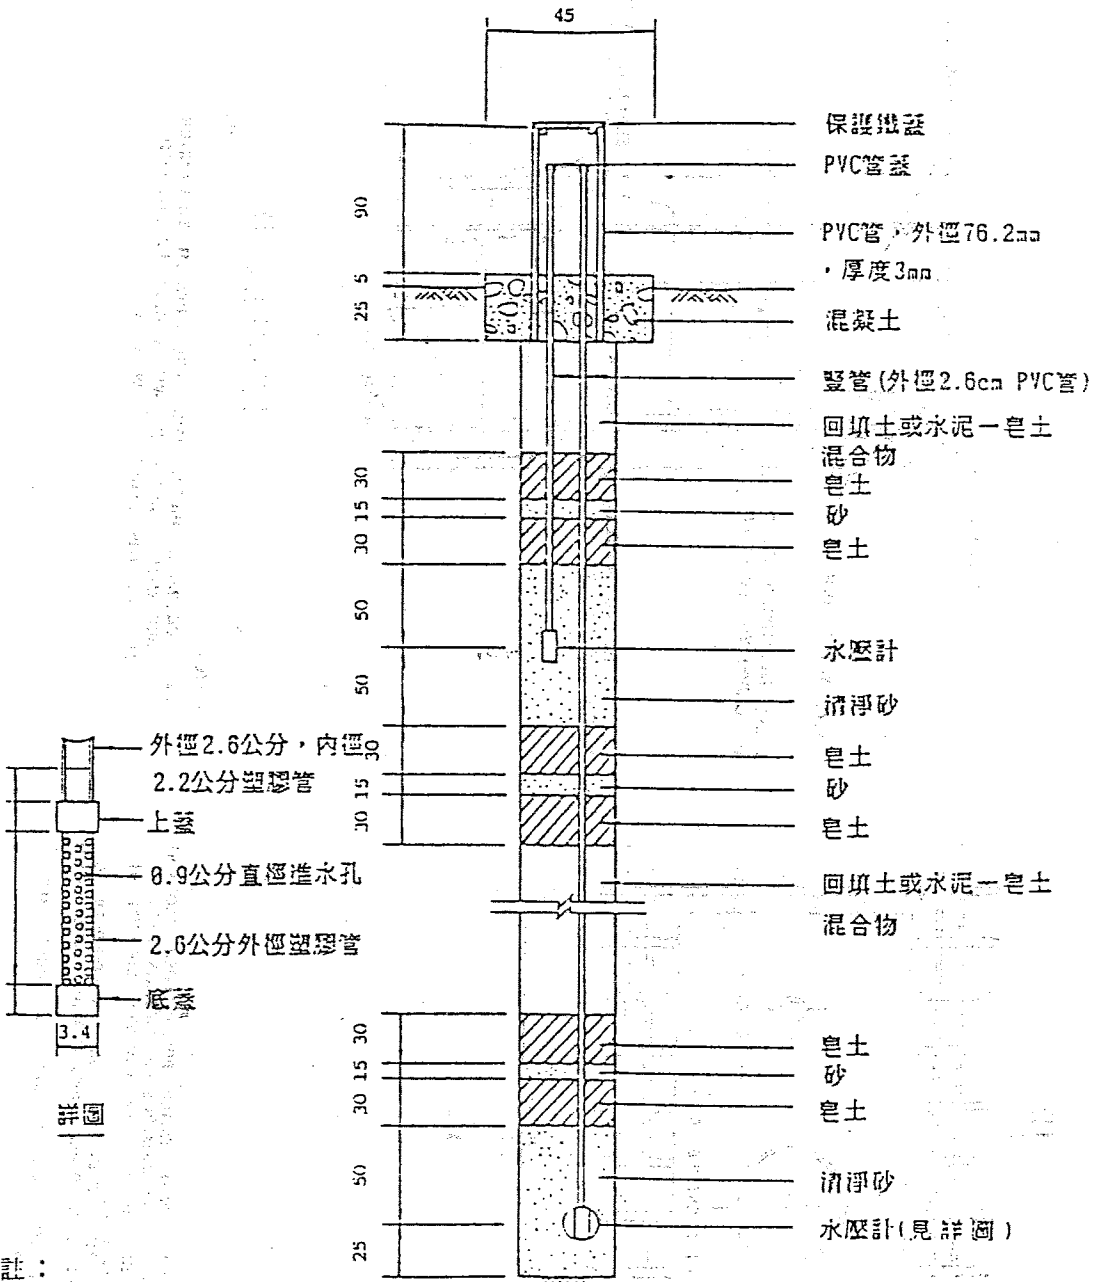 45
保護鐵蓋
PVC管蓋
90
PVC管，外徑76.2mm
，厚度3mm
5
25
混凝土
豎管(外徑2.6cm PVC管)
回填土或水泥－皂土
混合物
30
皂土
15
砂
30
皂土
50
水壓計
50
清淨砂
外徑2.6公分，內徑
30
皂土
2.2公分塑膠管
15
砂
上蓋
30
皂土
0.9公分直徑進水孔
回填土或水泥－皂土
混合物
2.6公分外徑塑膠管
底蓋
3.4
30
皂土
15
砂
30
皂土
詳圖
50
清淨砂
水壓計(見詳圖)
25
註：